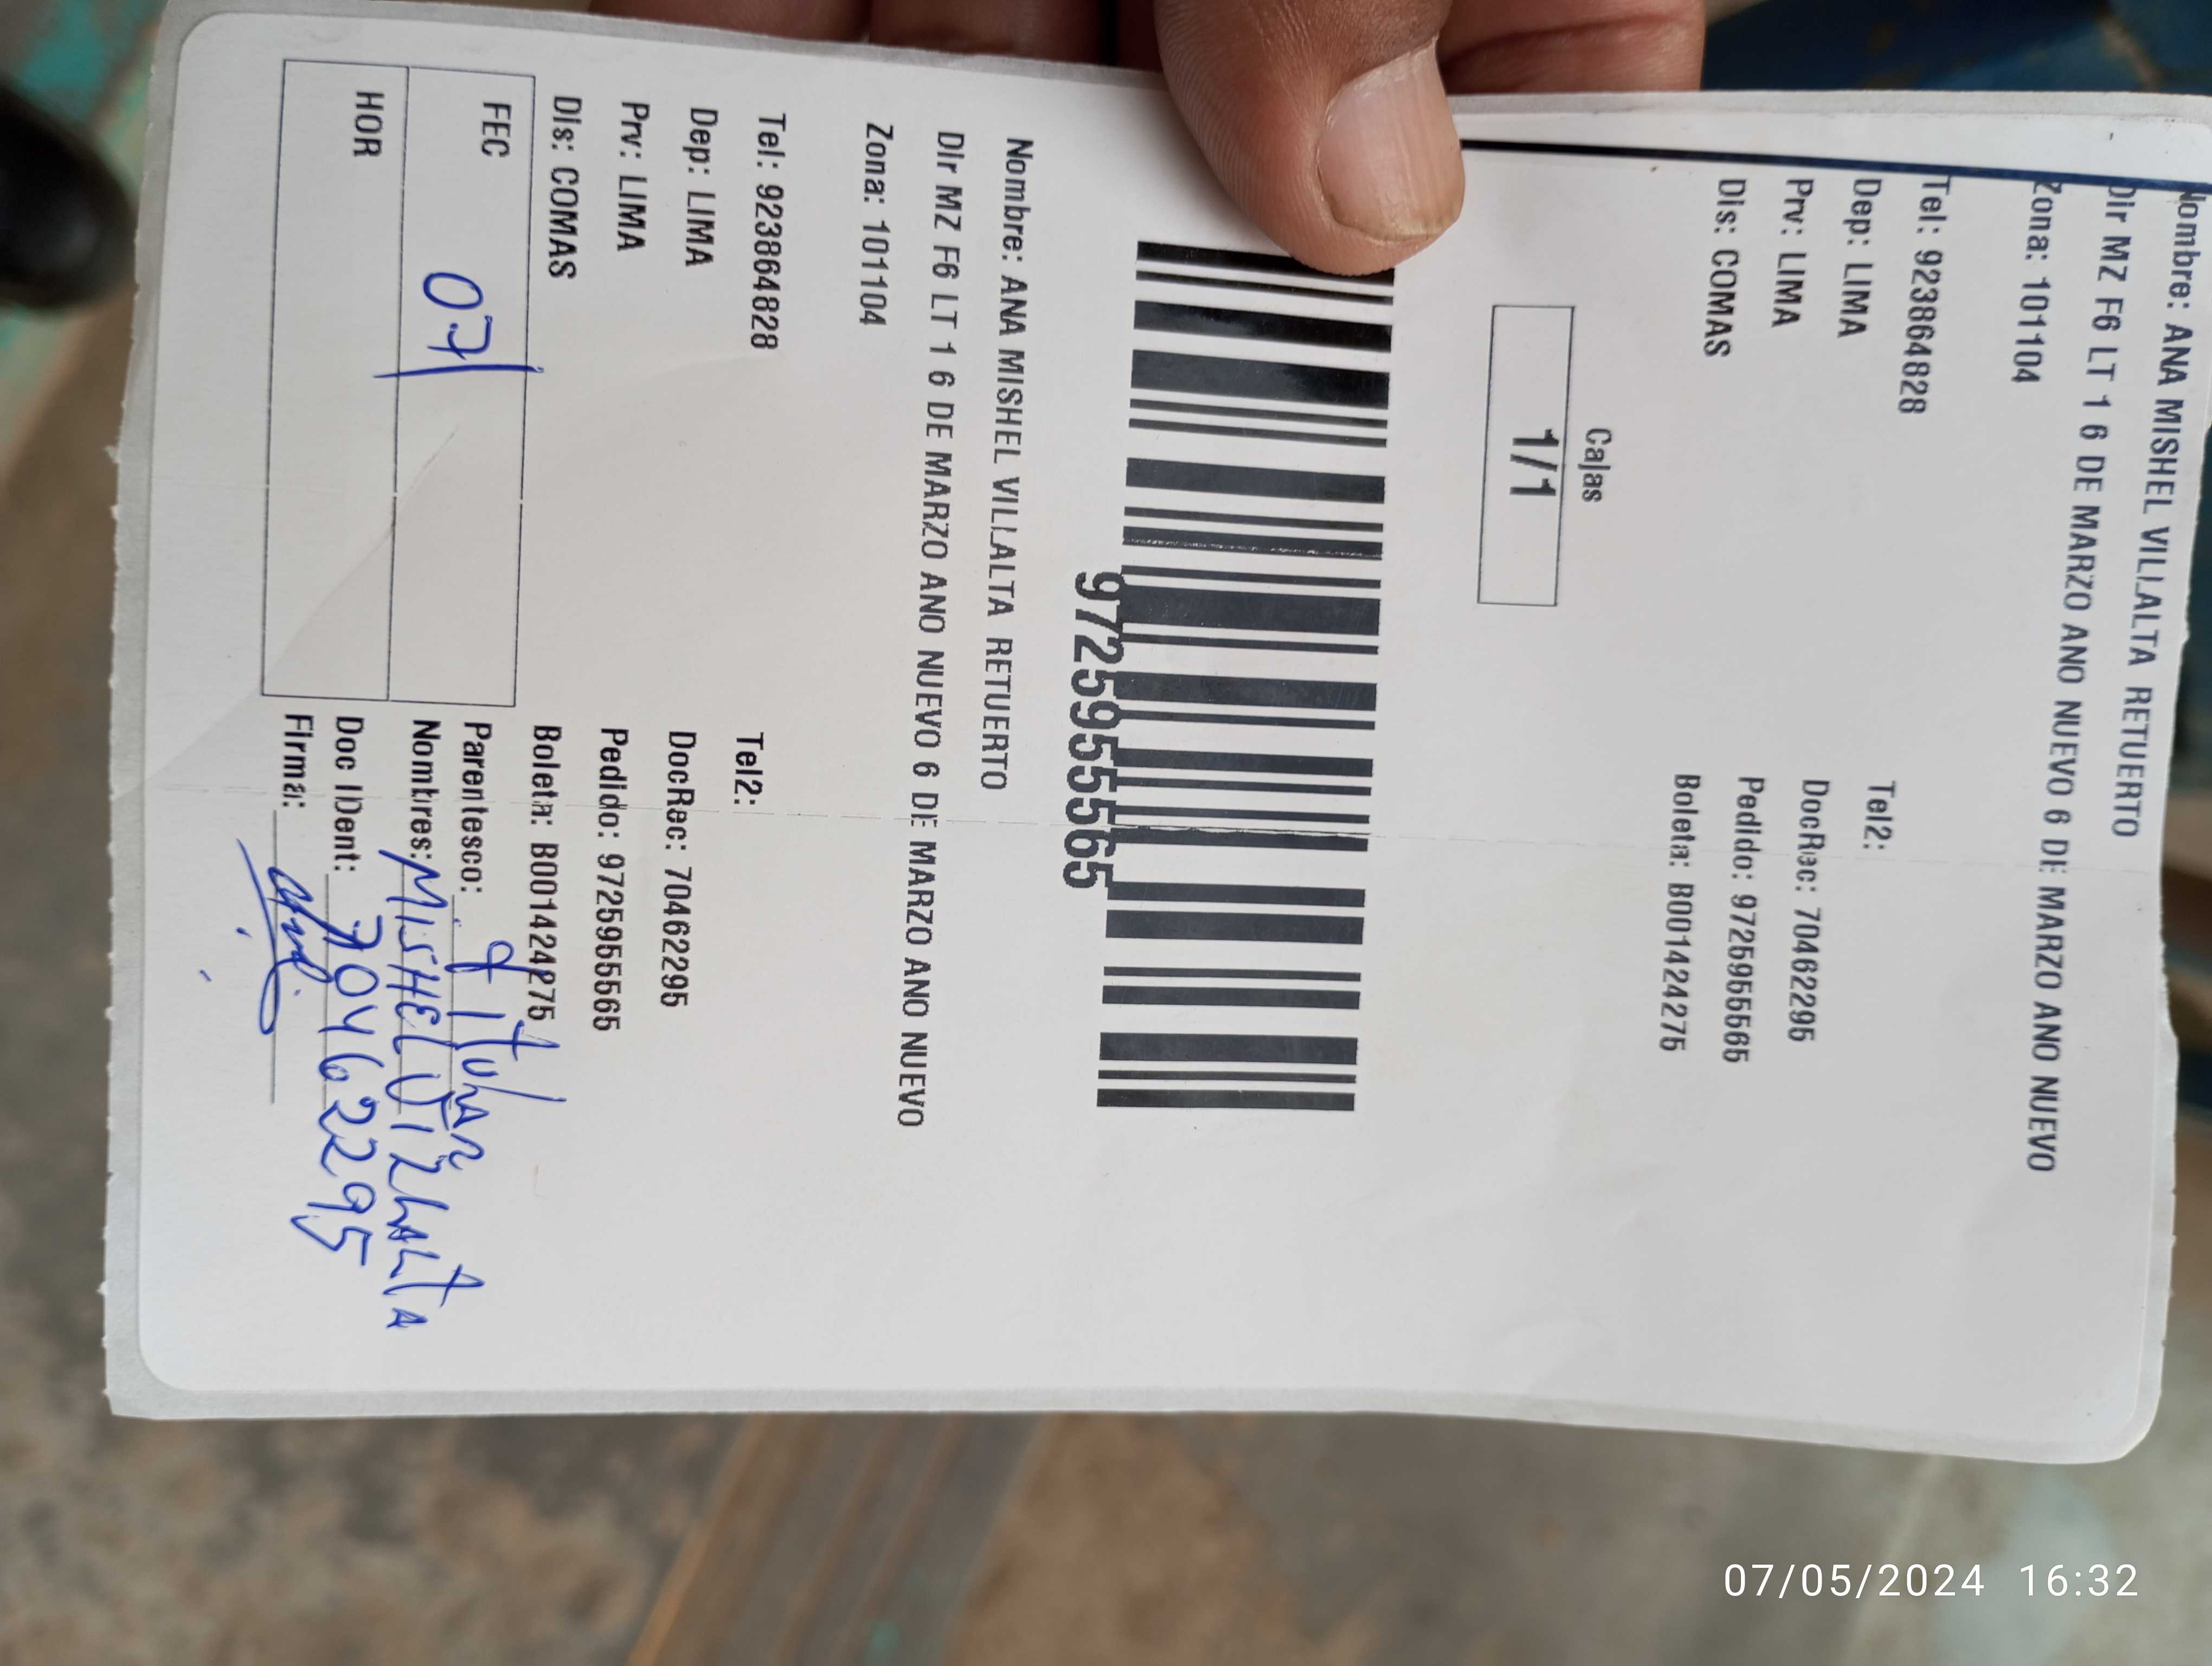 Nombre: ANA MISHEL VILLALTA RETUERTO
Dir MZ F6 LT 1 6 DE MARZO ANO NUEVO 6 DE MARZO ANO NUEVO
Zona: 101104
Tel: 923864828 Tel2:
Dep: LIMA DocRec: 70462295
Prv: LIMA Pedido: 9725955565
Dis: COMAS Boleta: B001424275
Cajas
1/1
9725955565
Nombre: ANA MISHEL VILLALTA RETUERTO
Dir MZ F6 LT 1 6 DE MARZO ANO NUEVO 6 DE MARZO ANO NUEVO
Zona: 101104
Tel: 923864828 Tel2:
Dep: LIMA DocRec: 70462295
Prv: LIMA Pedido: 9725955565
Dis: COMAS Boleta: B001424275
FEC 07/ Parentesco: titular
Nombres: MISHEL VILLALTA
HOR Doc IDent: 70462295
Firma:
07/05/2024 16:32